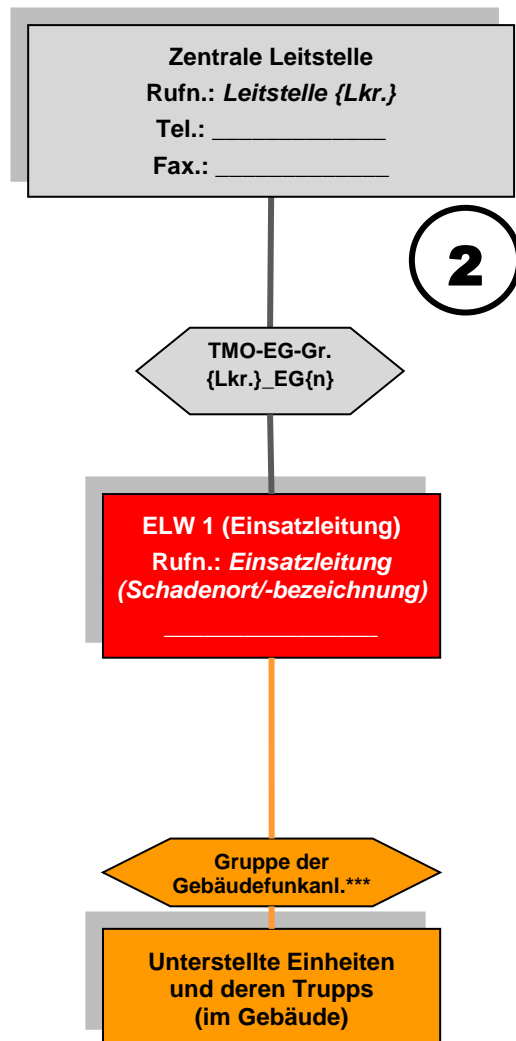 Zentrale Leitstelle
Rufn.: Leitstelle {Lkr.}
Tel.: _____________
Fax.: _____________
2
TMO-EG-Gr.
{Lkr.}_EG{n}
ELW 1 (Einsatzleitung)
Rufn.: Einsatzleitung
(Schadenort/-bezeichnung)
________________
Gruppe der
Gebäudefunkanl.***
Unterstellte Einheiten
und deren Trupps
(im Gebäude)